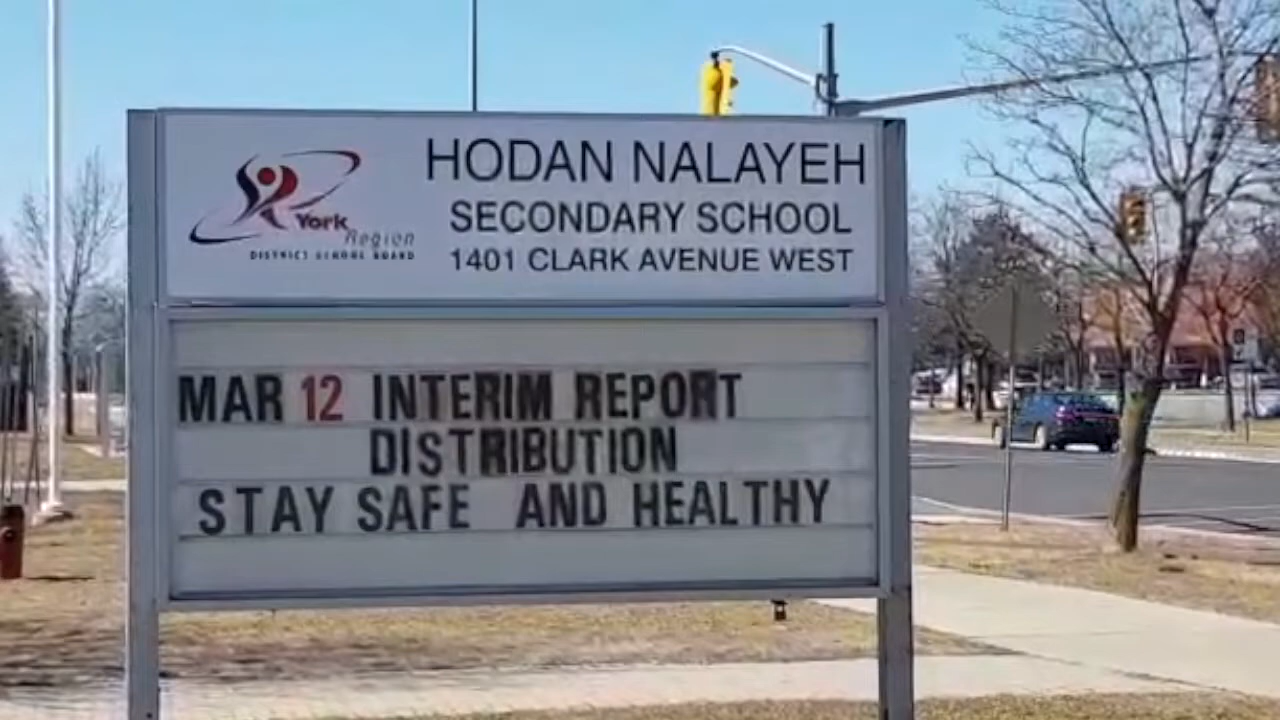 York
Region
DISTRICT SCHOOL BOARD
HODAN NALAYEH
SECONDARY SCHOOL
1401 CLARK AVENUE WEST
MAR 12 INTERIM REPORT
DISTRIBUTION
STAY SAFE AND HEALTHY